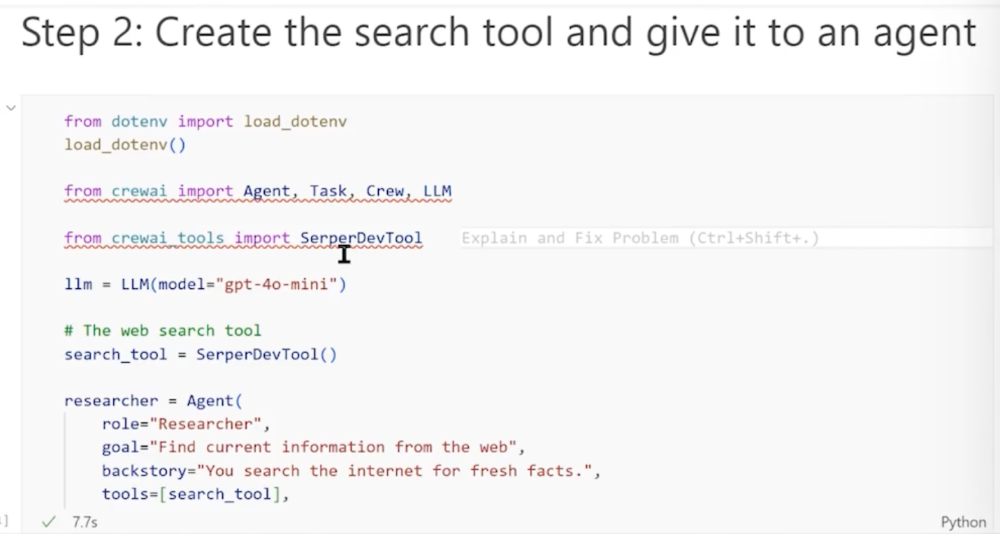 Step 2: Create the search tool and give it to an agent
from dotenv import load_dotenv
load_dotenv()
from crewai import Agent, Task, Crew, LLM
from crewai_tools import SerperDevTool Explain and Fix Problem (Ctrl+Shift+.)
llm = LLM(model="gpt-4o-mini")
# The web search tool
search_tool = SerperDevTool()
researcher = Agent(
    role="Researcher",
    goal="Find current information from the web",
    backstory="You search the internet for fresh facts.",
    tools=[search_tool],
7.7s Python